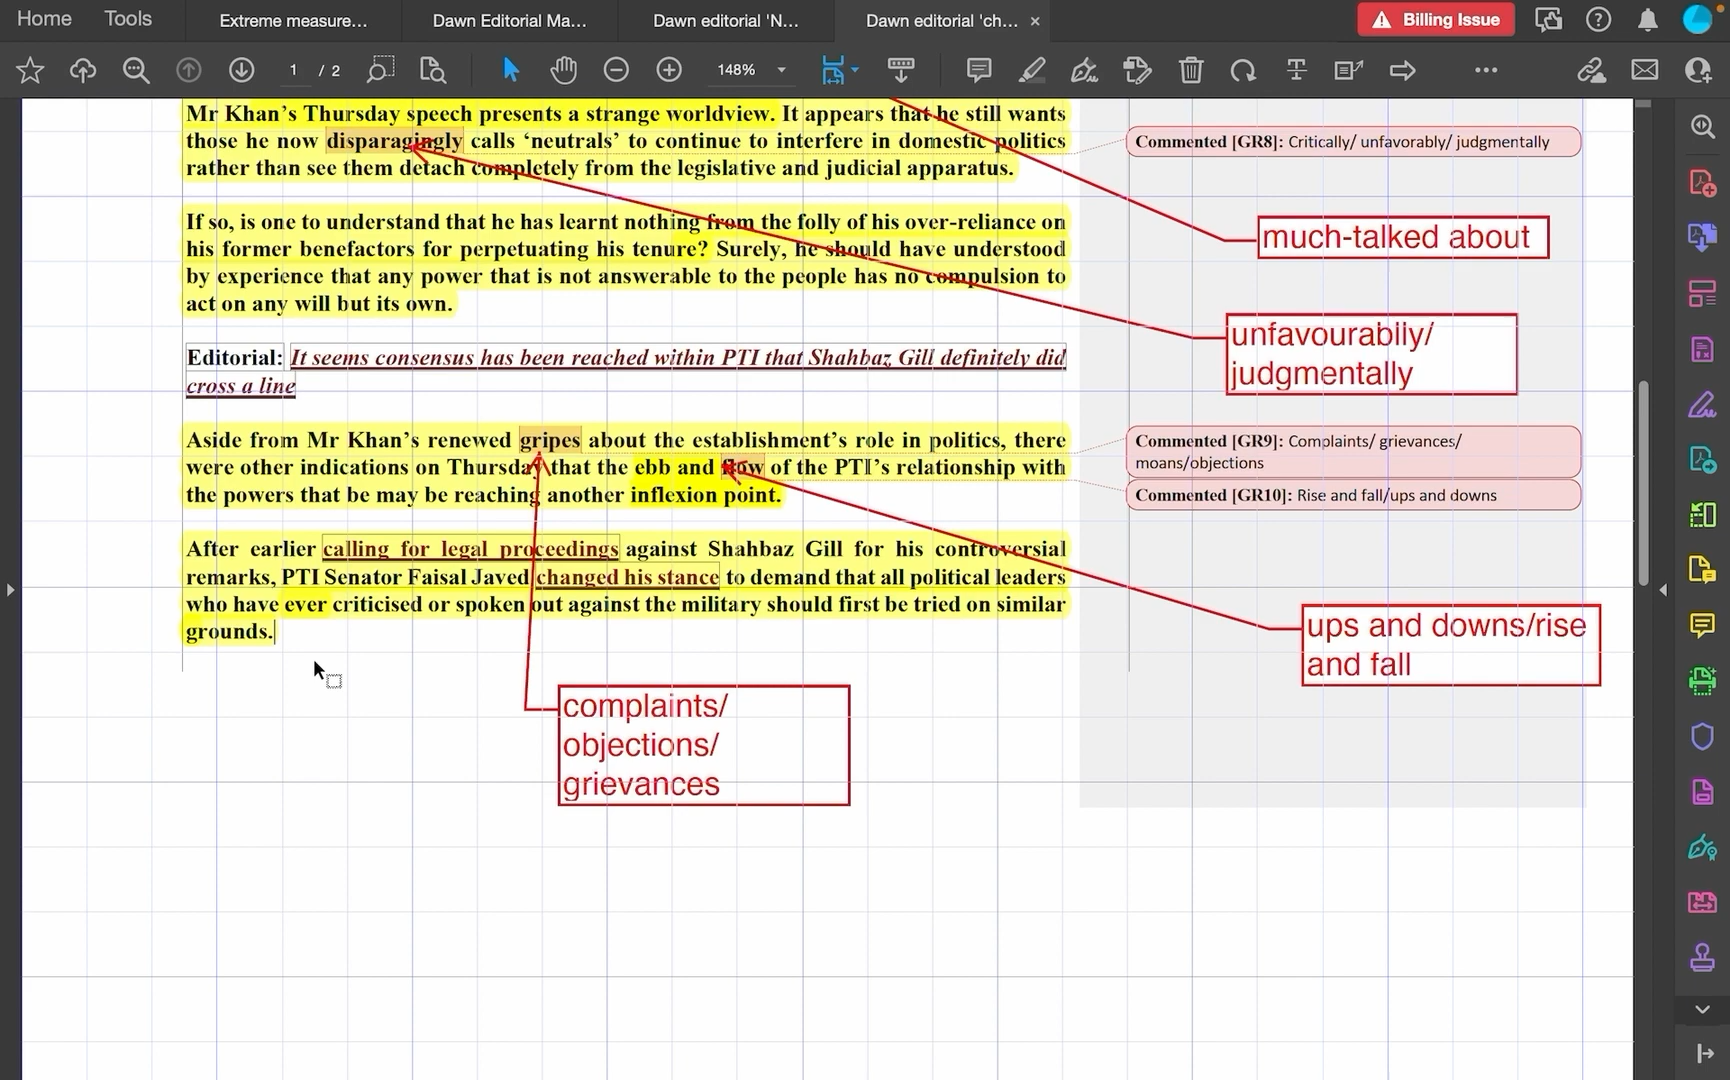 Home Tools Extreme measure... Dawn Editorial Ma... Dawn editorial 'N... Dawn editorial 'ch... × Billing Issue
1 / 2 148%
Mr Khan’s Thursday speech presents a strange worldview. It appears that he still wants
those he now disparagingly calls ‘neutrals’ to continue to interfere in domestic politics
rather than see them detach completely from the legislative and judicial apparatus.
Commented [GR8]: Critically/ unfavorably/ judgmentally
much-talked about
If so, is one to understand that he has learnt nothing from the folly of his over-reliance on
his former benefactors for perpetuating his tenure? Surely, he should have understood
by experience that any power that is not answerable to the people has no compulsion to
act on any will but its own.
unfavourabily/
judgmentally
Editorial: It seems consensus has been reached within PTI that Shahbaz Gill definitely did
cross a line
Aside from Mr Khan’s renewed gripes about the establishment’s role in politics, there
were other indications on Thursday that the ebb and flow of the PTI’s relationship with
the powers that be may be reaching another inflexion point.
Commented [GR9]: Complaints/ grievances/
moans/objections
Commented [GR10]: Rise and fall/ups and downs
After earlier calling for legal proceedings against Shahbaz Gill for his controversial
remarks, PTI Senator Faisal Javed changed his stance to demand that all political leaders
who have ever criticised or spoken out against the military should first be tried on similar
grounds.
ups and downs/rise
and fall
complaints/
objections/
grievances